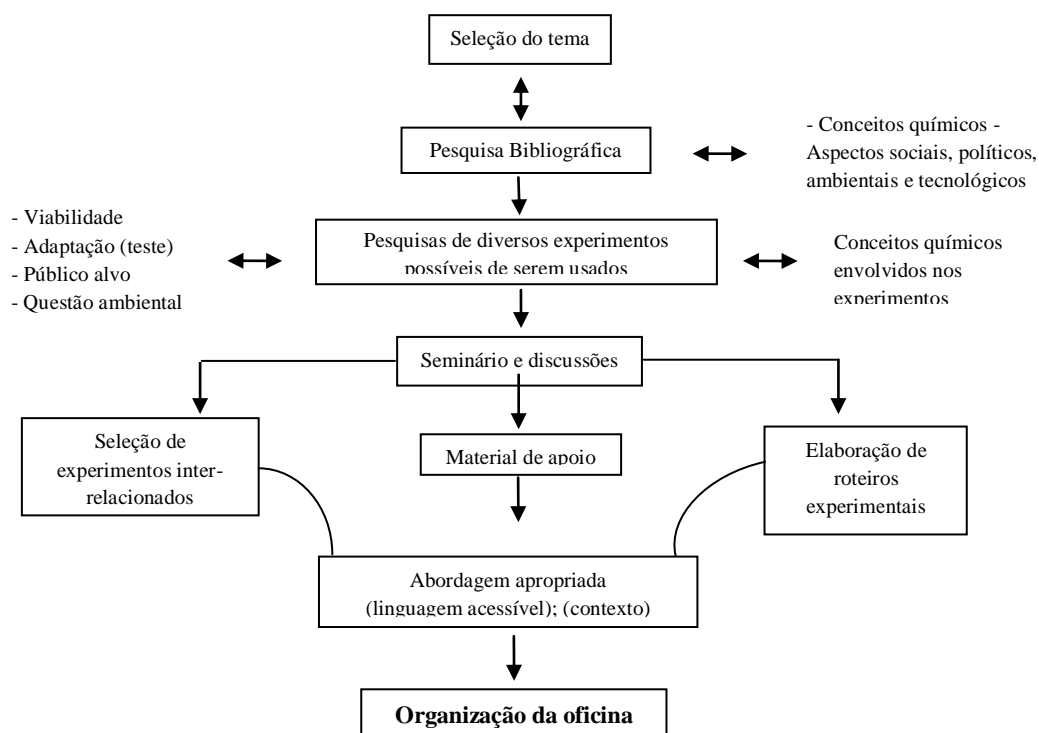 Seleção do tema
Pesquisa Bibliográfica
- Conceitos químicos -
Aspectos sociais, políticos,
ambientais e tecnológicos
- Viabilidade
- Adaptação (teste)
- Público alvo
- Questão ambiental
Pesquisas de diversos experimentos
possíveis de serem usados
Conceitos químicos
envolvidos nos
experimentos
Seminário e discussões
Seleção de
experimentos inter-
relacionados
Material de apoio
Elaboração de
roteiros
experimentais
Abordagem apropriada
(linguagem acessível); (contexto)
Organização da oficina